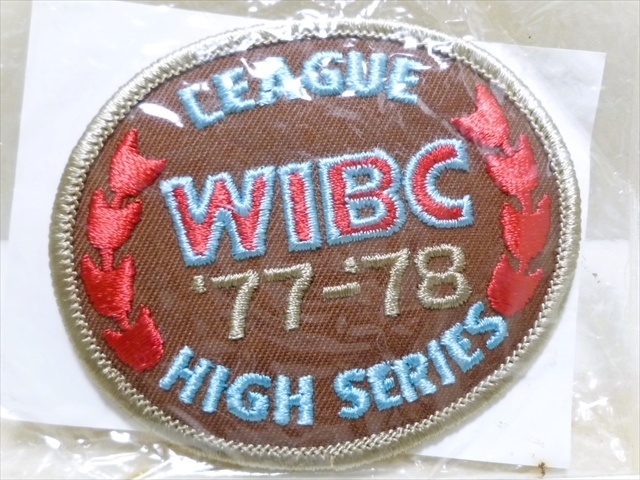 LEAGUE
WIBC
'77-'78
HIGH SERIES